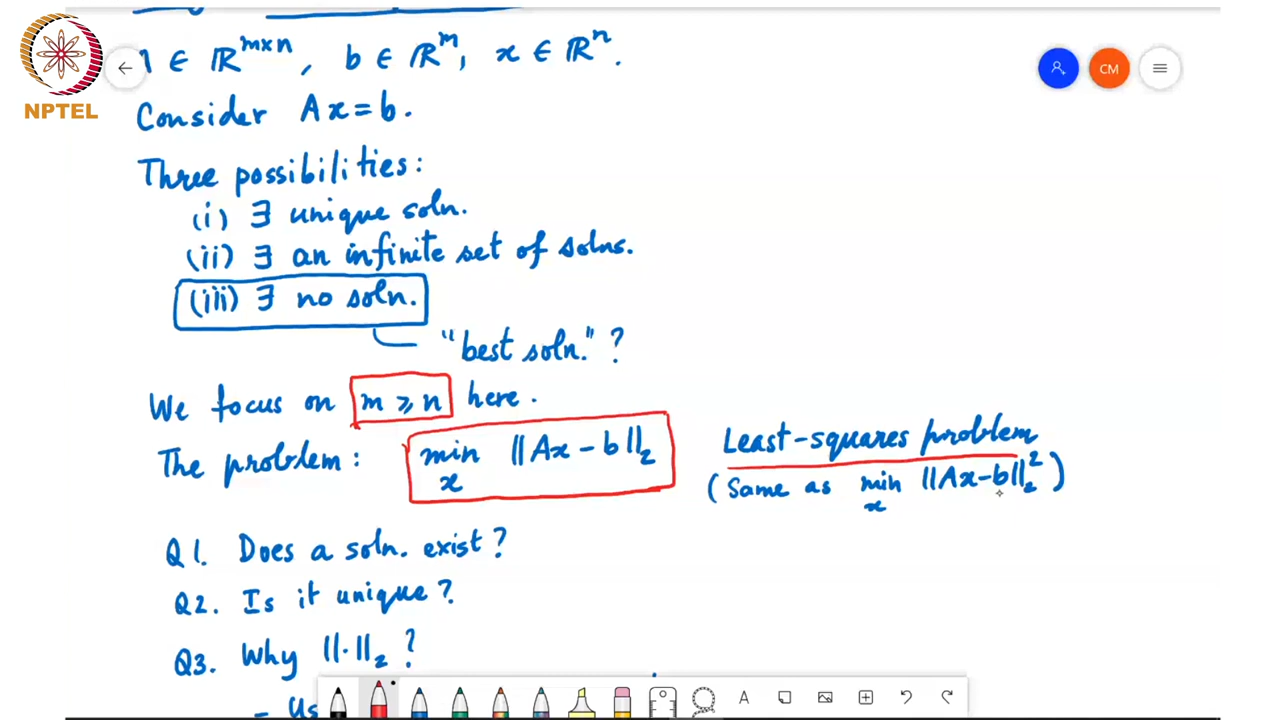 ∈ ℝ^{m×n}, b ∈ ℝ^m, x ∈ ℝ^n.
NPTEL
CM
Consider Ax = b.
Three possibilities:
(i) ∃ unique soln.
(ii) ∃ an infinite set of solns.
(iii) ∃ no soln.
"best soln."?
We focus on m ⩾ n here.
The problem: min_x ||Ax - b||_2
Least-squares problem
(Same as min_x ||Ax-b||_2^2)
Q1. Does a soln. exist?
Q2. Is it unique?
Q3. Why ||·||_2?
- Us
A